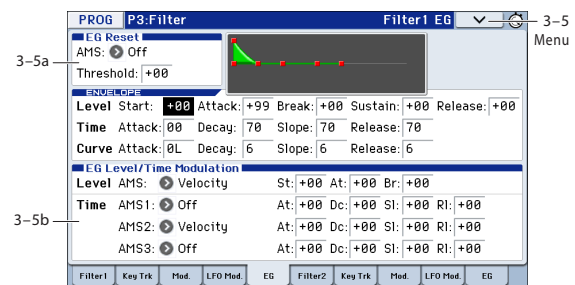 PROG P3:Filter Filter1 EG
3–5
Menu
3–5a
EG Reset
AMS: Off
Threshold: +00
ENVELOPE
Level Start: +00 Attack: +99 Break: +00 Sustain: +00 Release: +00
Time Attack: 00 Decay: 70 Slope: 70 Release: 70
Curve Attack: 0L Decay: 6 Slope: 6 Release: 6
EG Level/Time Modulation
Level AMS: Velocity St: +00 At: +00 Br: +00
3–5b
Time AMS1: Off At: +00 Dc: +00 Sl: +00 Rl: +00
AMS2: Velocity At: +00 Dc: +00 Sl: +00 Rl: +00
AMS3: Off At: +00 Dc: +00 Sl: +00 Rl: +00
Filter1 Key Trk Mod. LFO Mod. EG Filter2 Key Trk Mod. LFO Mod. EG